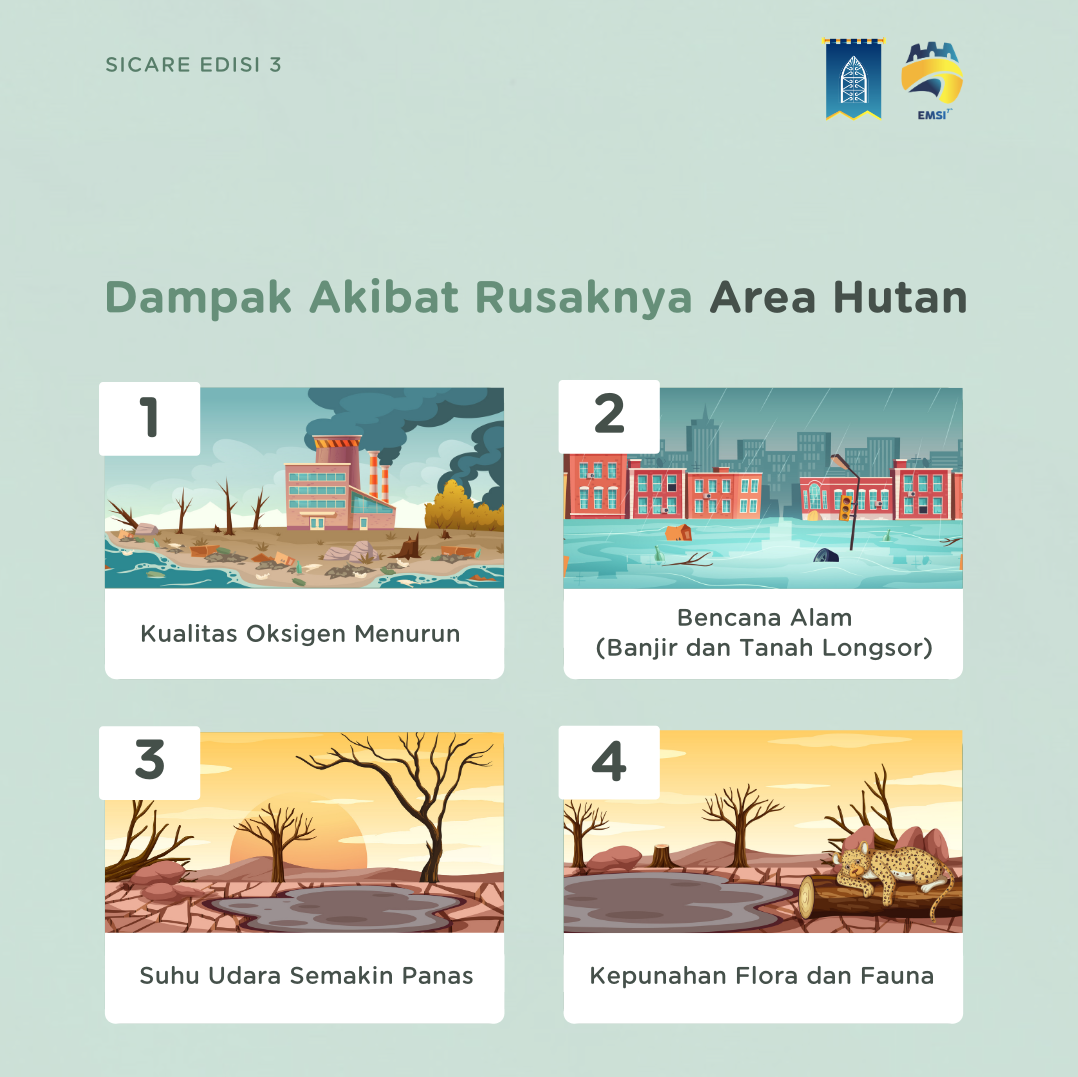 SICARE EDISI 3
EMSI
Dampak Akibat Rusaknya Area Hutan
1
Kualitas Oksigen Menurun
2
Bencana Alam
(Banjir dan Tanah Longsor)
3
Suhu Udara Semakin Panas
4
Kepunahan Flora dan Fauna